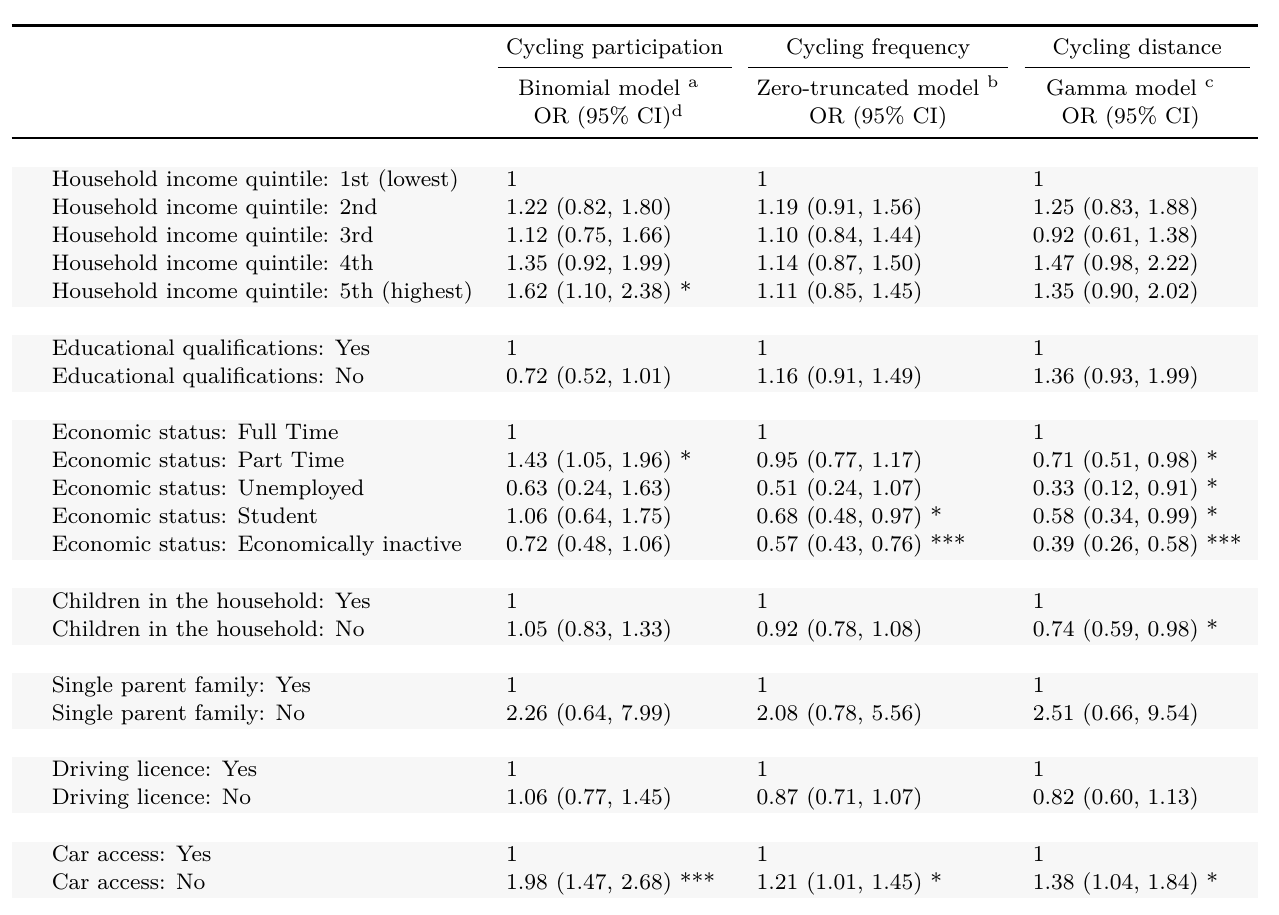 Cycling participation Cycling frequency Cycling distance
Binomial model a Zero-truncated model b Gamma model c
OR (95% CI)d OR (95% CI) OR (95% CI)
Household income quintile: 1st (lowest) 1 1 1
Household income quintile: 2nd 1.22 (0.82, 1.80) 1.19 (0.91, 1.56) 1.25 (0.83, 1.88)
Household income quintile: 3rd 1.12 (0.75, 1.66) 1.10 (0.84, 1.44) 0.92 (0.61, 1.38)
Household income quintile: 4th 1.35 (0.92, 1.99) 1.14 (0.87, 1.50) 1.47 (0.98, 2.22)
Household income quintile: 5th (highest) 1.62 (1.10, 2.38) * 1.11 (0.85, 1.45) 1.35 (0.90, 2.02)
Educational qualifications: Yes 1 1 1
Educational qualifications: No 0.72 (0.52, 1.01) 1.16 (0.91, 1.49) 1.36 (0.93, 1.99)
Economic status: Full Time 1 1 1
Economic status: Part Time 1.43 (1.05, 1.96) * 0.95 (0.77, 1.17) 0.71 (0.51, 0.98) *
Economic status: Unemployed 0.63 (0.24, 1.63) 0.51 (0.24, 1.07) 0.33 (0.12, 0.91) *
Economic status: Student 1.06 (0.64, 1.75) 0.68 (0.48, 0.97) * 0.58 (0.34, 0.99) *
Economic status: Economically inactive 0.72 (0.48, 1.06) 0.57 (0.43, 0.76) *** 0.39 (0.26, 0.58) ***
Children in the household: Yes 1 1 1
Children in the household: No 1.05 (0.83, 1.33) 0.92 (0.78, 1.08) 0.74 (0.59, 0.98) *
Single parent family: Yes 1 1 1
Single parent family: No 2.26 (0.64, 7.99) 2.08 (0.78, 5.56) 2.51 (0.66, 9.54)
Driving licence: Yes 1 1 1
Driving licence: No 1.06 (0.77, 1.45) 0.87 (0.71, 1.07) 0.82 (0.60, 1.13)
Car access: Yes 1 1 1
Car access: No 1.98 (1.47, 2.68) *** 1.21 (1.01, 1.45) * 1.38 (1.04, 1.84) *